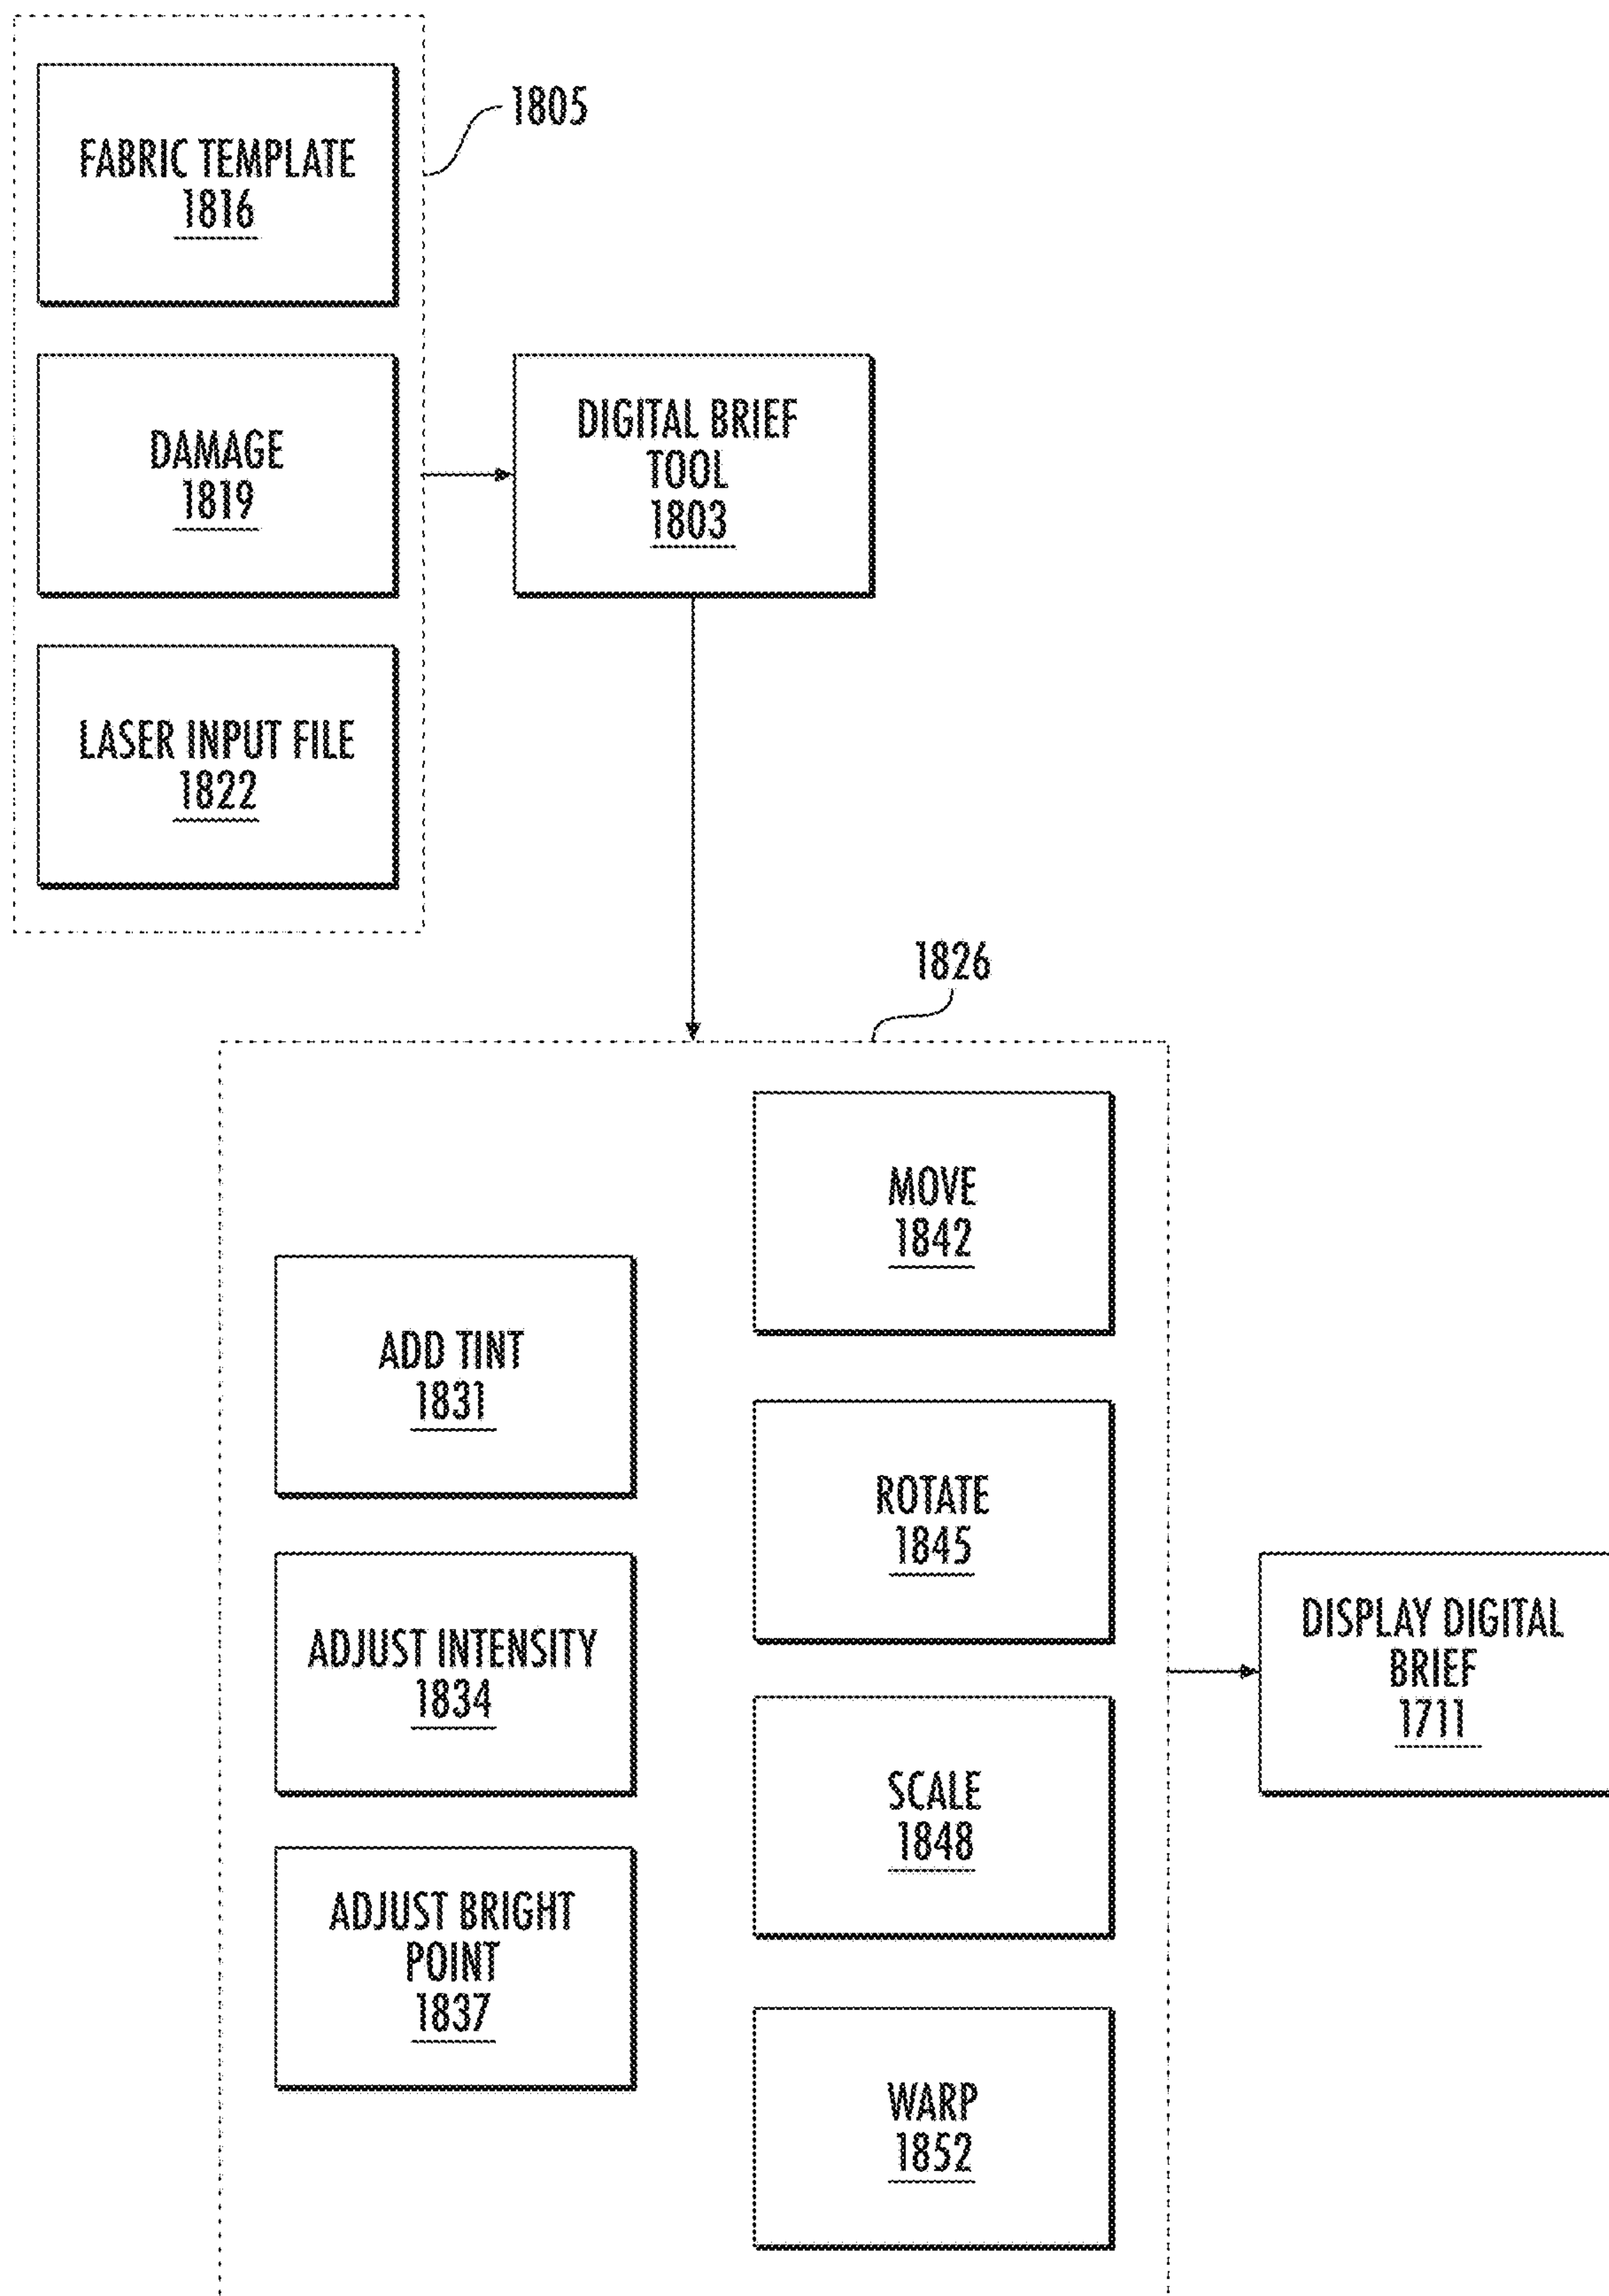 1805
FABRIC TEMPLATE
1816
DAMAGE
1819
DIGITAL BRIEF
TOOL
1803
LASER INPUT FILE
1822
1826
MOVE
1842
ADD TINT
1831
ROTATE
1845
ADJUST INTENSITY
1834
DISPLAY DIGITAL
BRIEF
1711
SCALE
1848
ADJUST BRIGHT
POINT
1837
WARP
1852